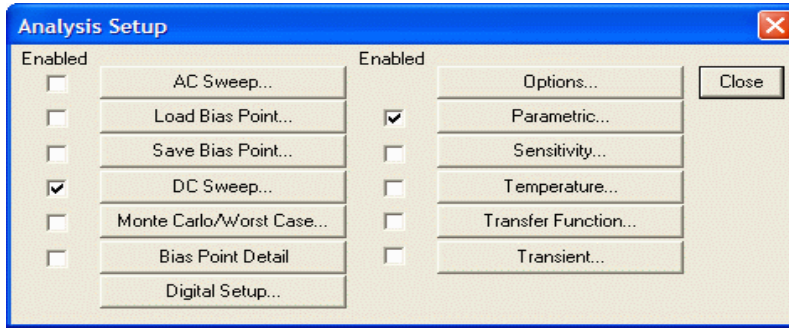 Analysis Setup
Enabled
AC Sweep...
Load Bias Point...
Save Bias Point...
DC Sweep...
Monte Carlo/Worst Case...
Bias Point Detail
Digital Setup...
Enabled
Options...
Parametric...
Sensitivity...
Temperature...
Transfer Function...
Transient...
Close